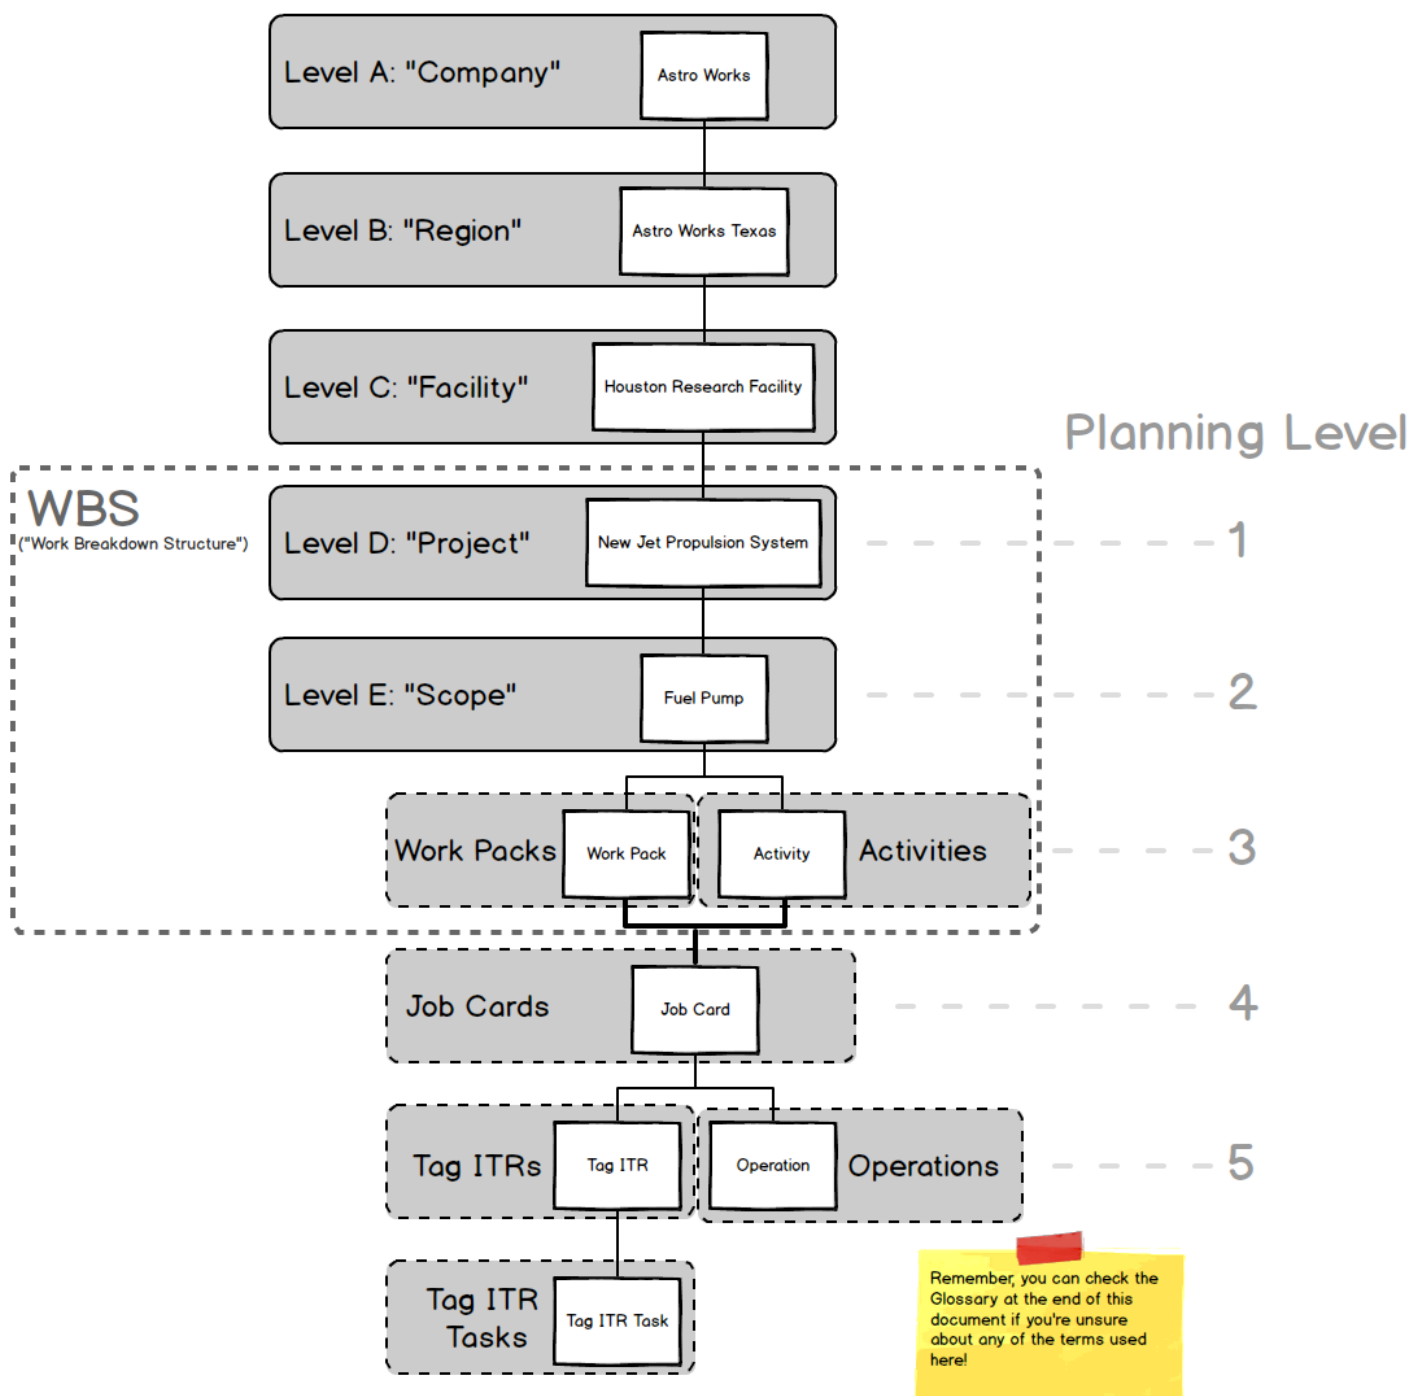 Level A: "Company"
Astro Works
Level B: "Region"
Astro Works Texas
Level C: "Facility"
Houston Research Facility
Planning Level
WBS
("Work Breakdown Structure")
Level D: "Project"
New Jet Propulsion System
1
Level E: "Scope"
Fuel Pump
2
Work Packs
Work Pack
Activity
Activities
3
Job Cards
Job Card
4
Tag ITRs
Tag ITR
Operation
Operations
5
Tag ITR
Tasks
Tag ITR Task
Remember, you can check the
Glossary at the end of this
document if you're unsure
about any of the terms used
here!